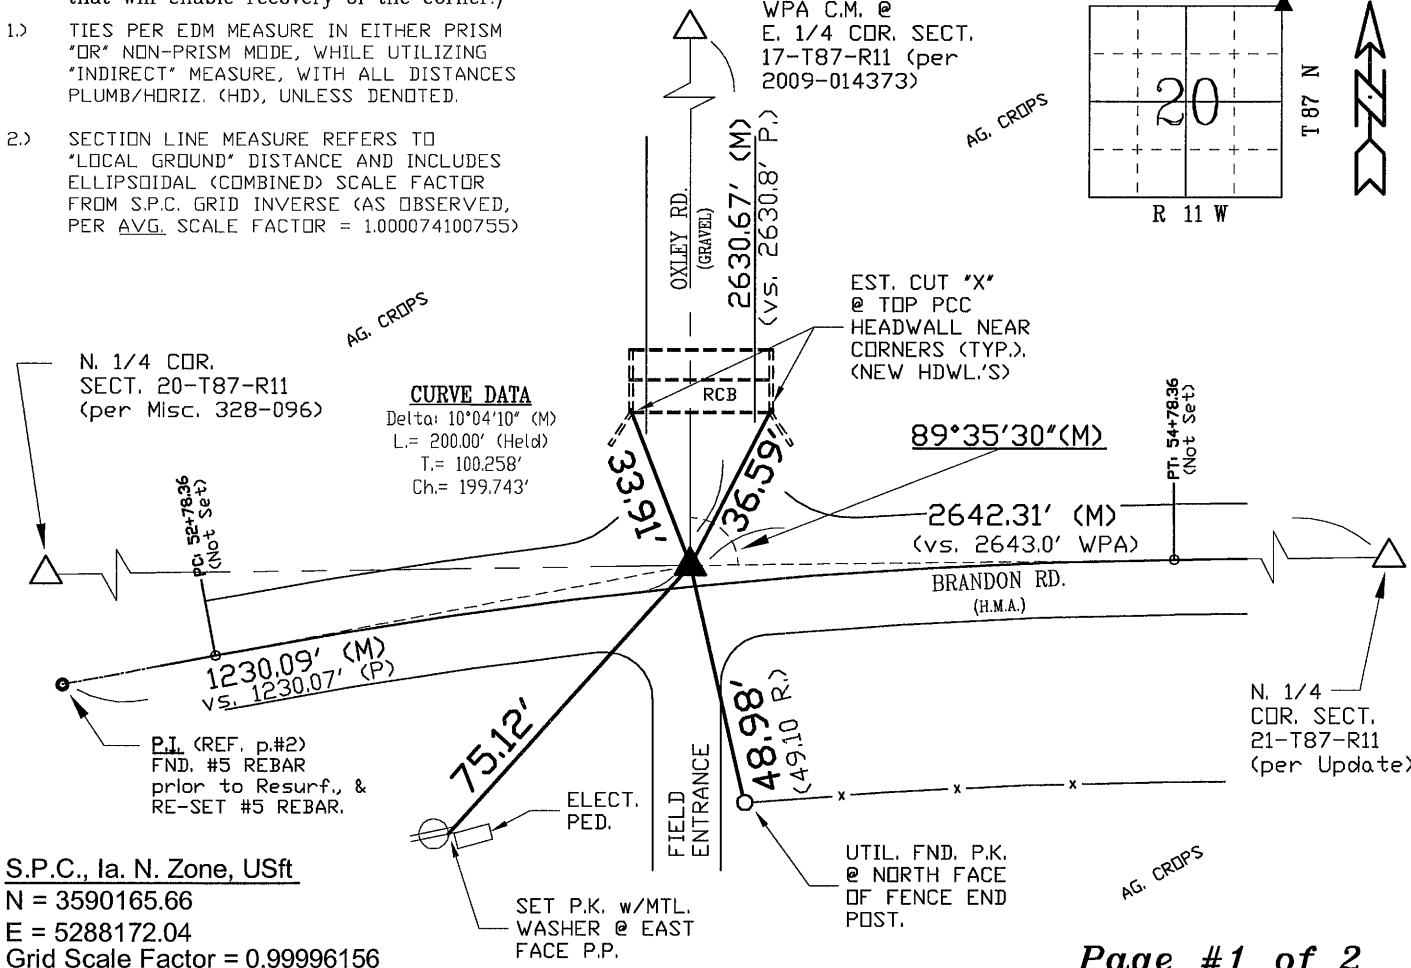 that will enable recovery of the corner.)
1.) TIES PER EDM MEASURE IN EITHER PRISM
"OR" NON-PRISM MODE, WHILE UTILIZING
"INDIRECT" MEASURE, WITH ALL DISTANCES
PLUMB/HORIZ. (HD), UNLESS DENOTED.
2.) SECTION LINE MEASURE REFERS TO
"LOCAL GROUND" DISTANCE AND INCLUDES
ELLIPSOIDAL (COMBINED) SCALE FACTOR
FROM S.P.C. GRID INVERSE (AS OBSERVED,
PER AVG. SCALE FACTOR = 1.000074100755)
WPA C.M. @
E. 1/4 COR. SECT.
17-T87-R11 (per
2009-014373)
AG. CROPS
20
T 87 N
R 11 W
N
OXLEY RD.
(GRAVEL)
2630.67' (M)
(vs. 2630.8' P.)
EST. CUT "X"
@ TOP PCC
HEADWALL NEAR
CORNERS (TYP.).
(NEW HDWL.'S)
AG. CROPS
N. 1/4 COR.
SECT. 20-T87-R11
(per Misc. 328-096)
CURVE DATA
Delta: 10°04'10" (M)
L.= 200.00' (Held)
T.= 100.258'
Ch.= 199.743'
RCB
33.91'
36.59'
89°35'30"(M)
PT: 54+78.36
(Not Set)
2642.31' (M)
(vs. 2643.0' WPA)
BRANDON RD.
(H.M.A.)
PC: 52+78.36
(Not Set)
1230.09' (M)
vs. 1230.07' (P)
P.I. (REF. p.#2)
FND. #5 REBAR
prior to Resurf., &
RE-SET #5 REBAR.
75.12'
48.98'
(49.10 R.)
FIELD
ENTRANCE
ELECT.
PED.
x x x
N. 1/4
COR. SECT.
21-T87-R11
(per Update)
UTIL. FND. P.K.
@ NORTH FACE
OF FENCE END
POST.
AG. CROPS
SET P.K. w/MTL.
WASHER @ EAST
FACE P.P.
S.P.C., Ia. N. Zone, USft
N = 3590165.66
E = 5288172.04
Grid Scale Factor = 0.99996156
Page #1 of 2